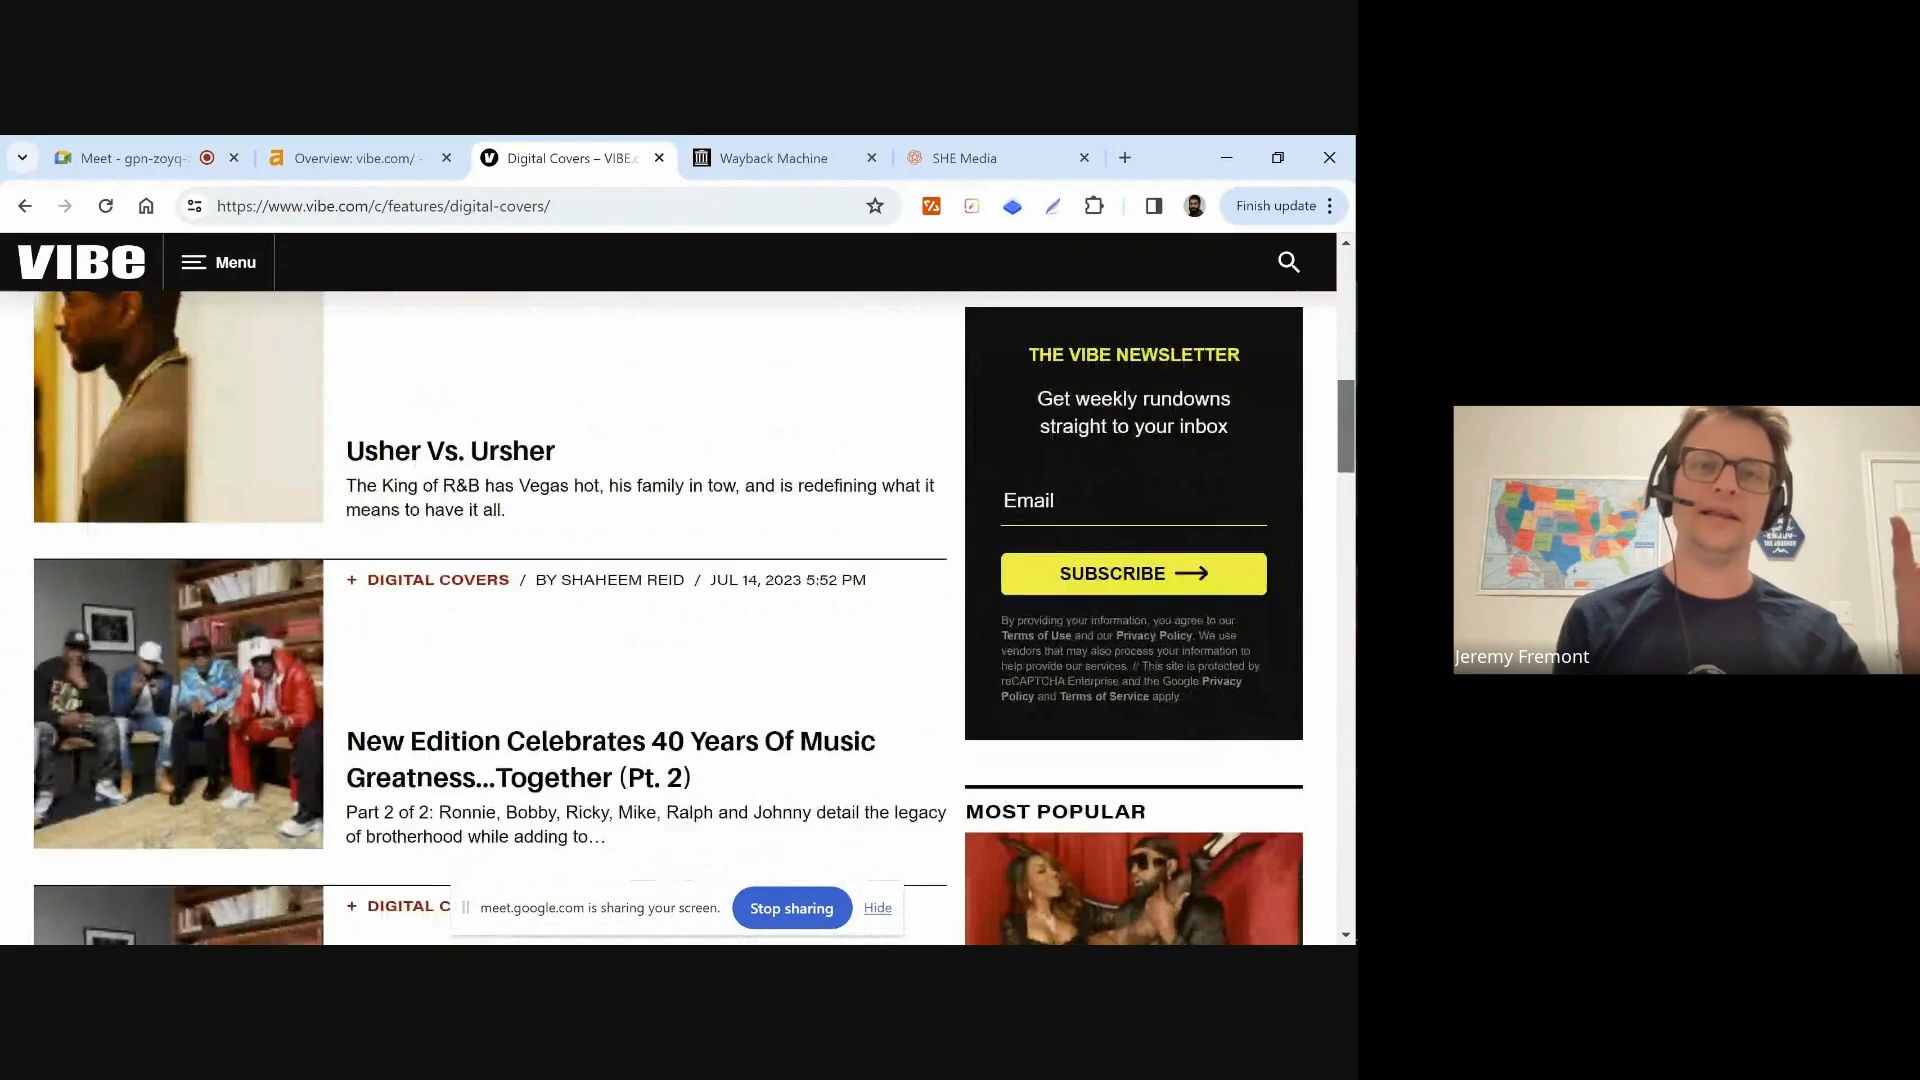 Meet - gpn-zoyq-
Overview: vibe.com/ -
Digital Covers – VIBE.c
Wayback Machine
SHE Media
https://www.vibe.com/c/features/digital-covers/
Finish update
VIBE
Menu
Usher Vs. Ursher
The King of R&B has Vegas hot, his family in tow, and is redefining what it
means to have it all.
+ DIGITAL COVERS / BY SHAHEEM REID / JUL 14, 2023 5:52 PM
New Edition Celebrates 40 Years Of Music
Greatness…Together (Pt. 2)
Part 2 of 2: Ronnie, Bobby, Ricky, Mike, Ralph and Johnny detail the legacy
of brotherhood while adding to…
+ DIGITAL C
THE VIBE NEWSLETTER
Get weekly rundowns
straight to your inbox
Email
SUBSCRIBE
By providing your information, you agree to our
Terms of Use and our Privacy Policy. We use
vendors that may also process your information to
help provide our services. // This site is protected by
reCAPTCHA Enterprise and the Google Privacy
Policy and Terms of Service apply.
MOST POPULAR
meet.google.com is sharing your screen.
Stop sharing
Hide
ENJOY
THE JOURNEY
Jeremy Fremont